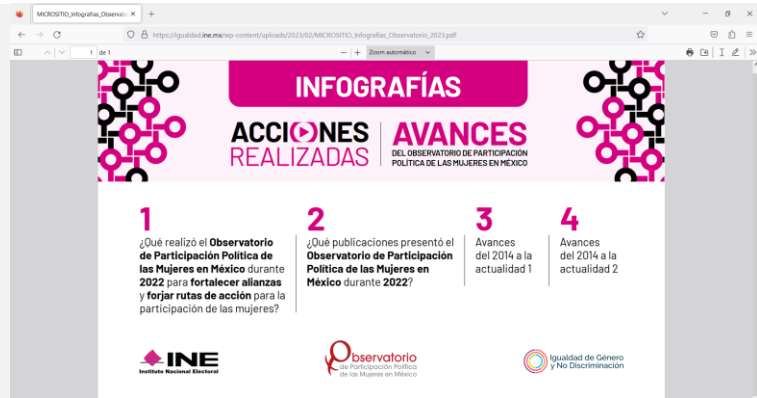 MICROSITIO_Infografías_Observato
https://igualdad.ine.mx/wp-content/uploads/2023/02/MICROSITIO_Infografias_Observatorio_2023.pdf
1 de 1
Zoom automático
INFOGRAFÍAS
ACCIONES
REALIZADAS
AVANCES
DEL OBSERVATORIO DE PARTICIPACIÓN
POLÍTICA DE LAS MUJERES EN MÉXICO
1
¿Qué realizó el Observatorio
de Participación Política de
las Mujeres en México durante
2022 para fortalecer alianzas
y forjar rutas de acción para la
participación de las mujeres?
2
¿Qué publicaciones presentó el
Observatorio de Participación
Política de las Mujeres en
México durante 2022?
3
Avances
del 2014 a la
actualidad 1
4
Avances
del 2014 a la
actualidad 2
INE
Instituto Nacional Electoral
Observatorio
de Participación Política
de las Mujeres en México
Igualdad de Género
y No Discriminación